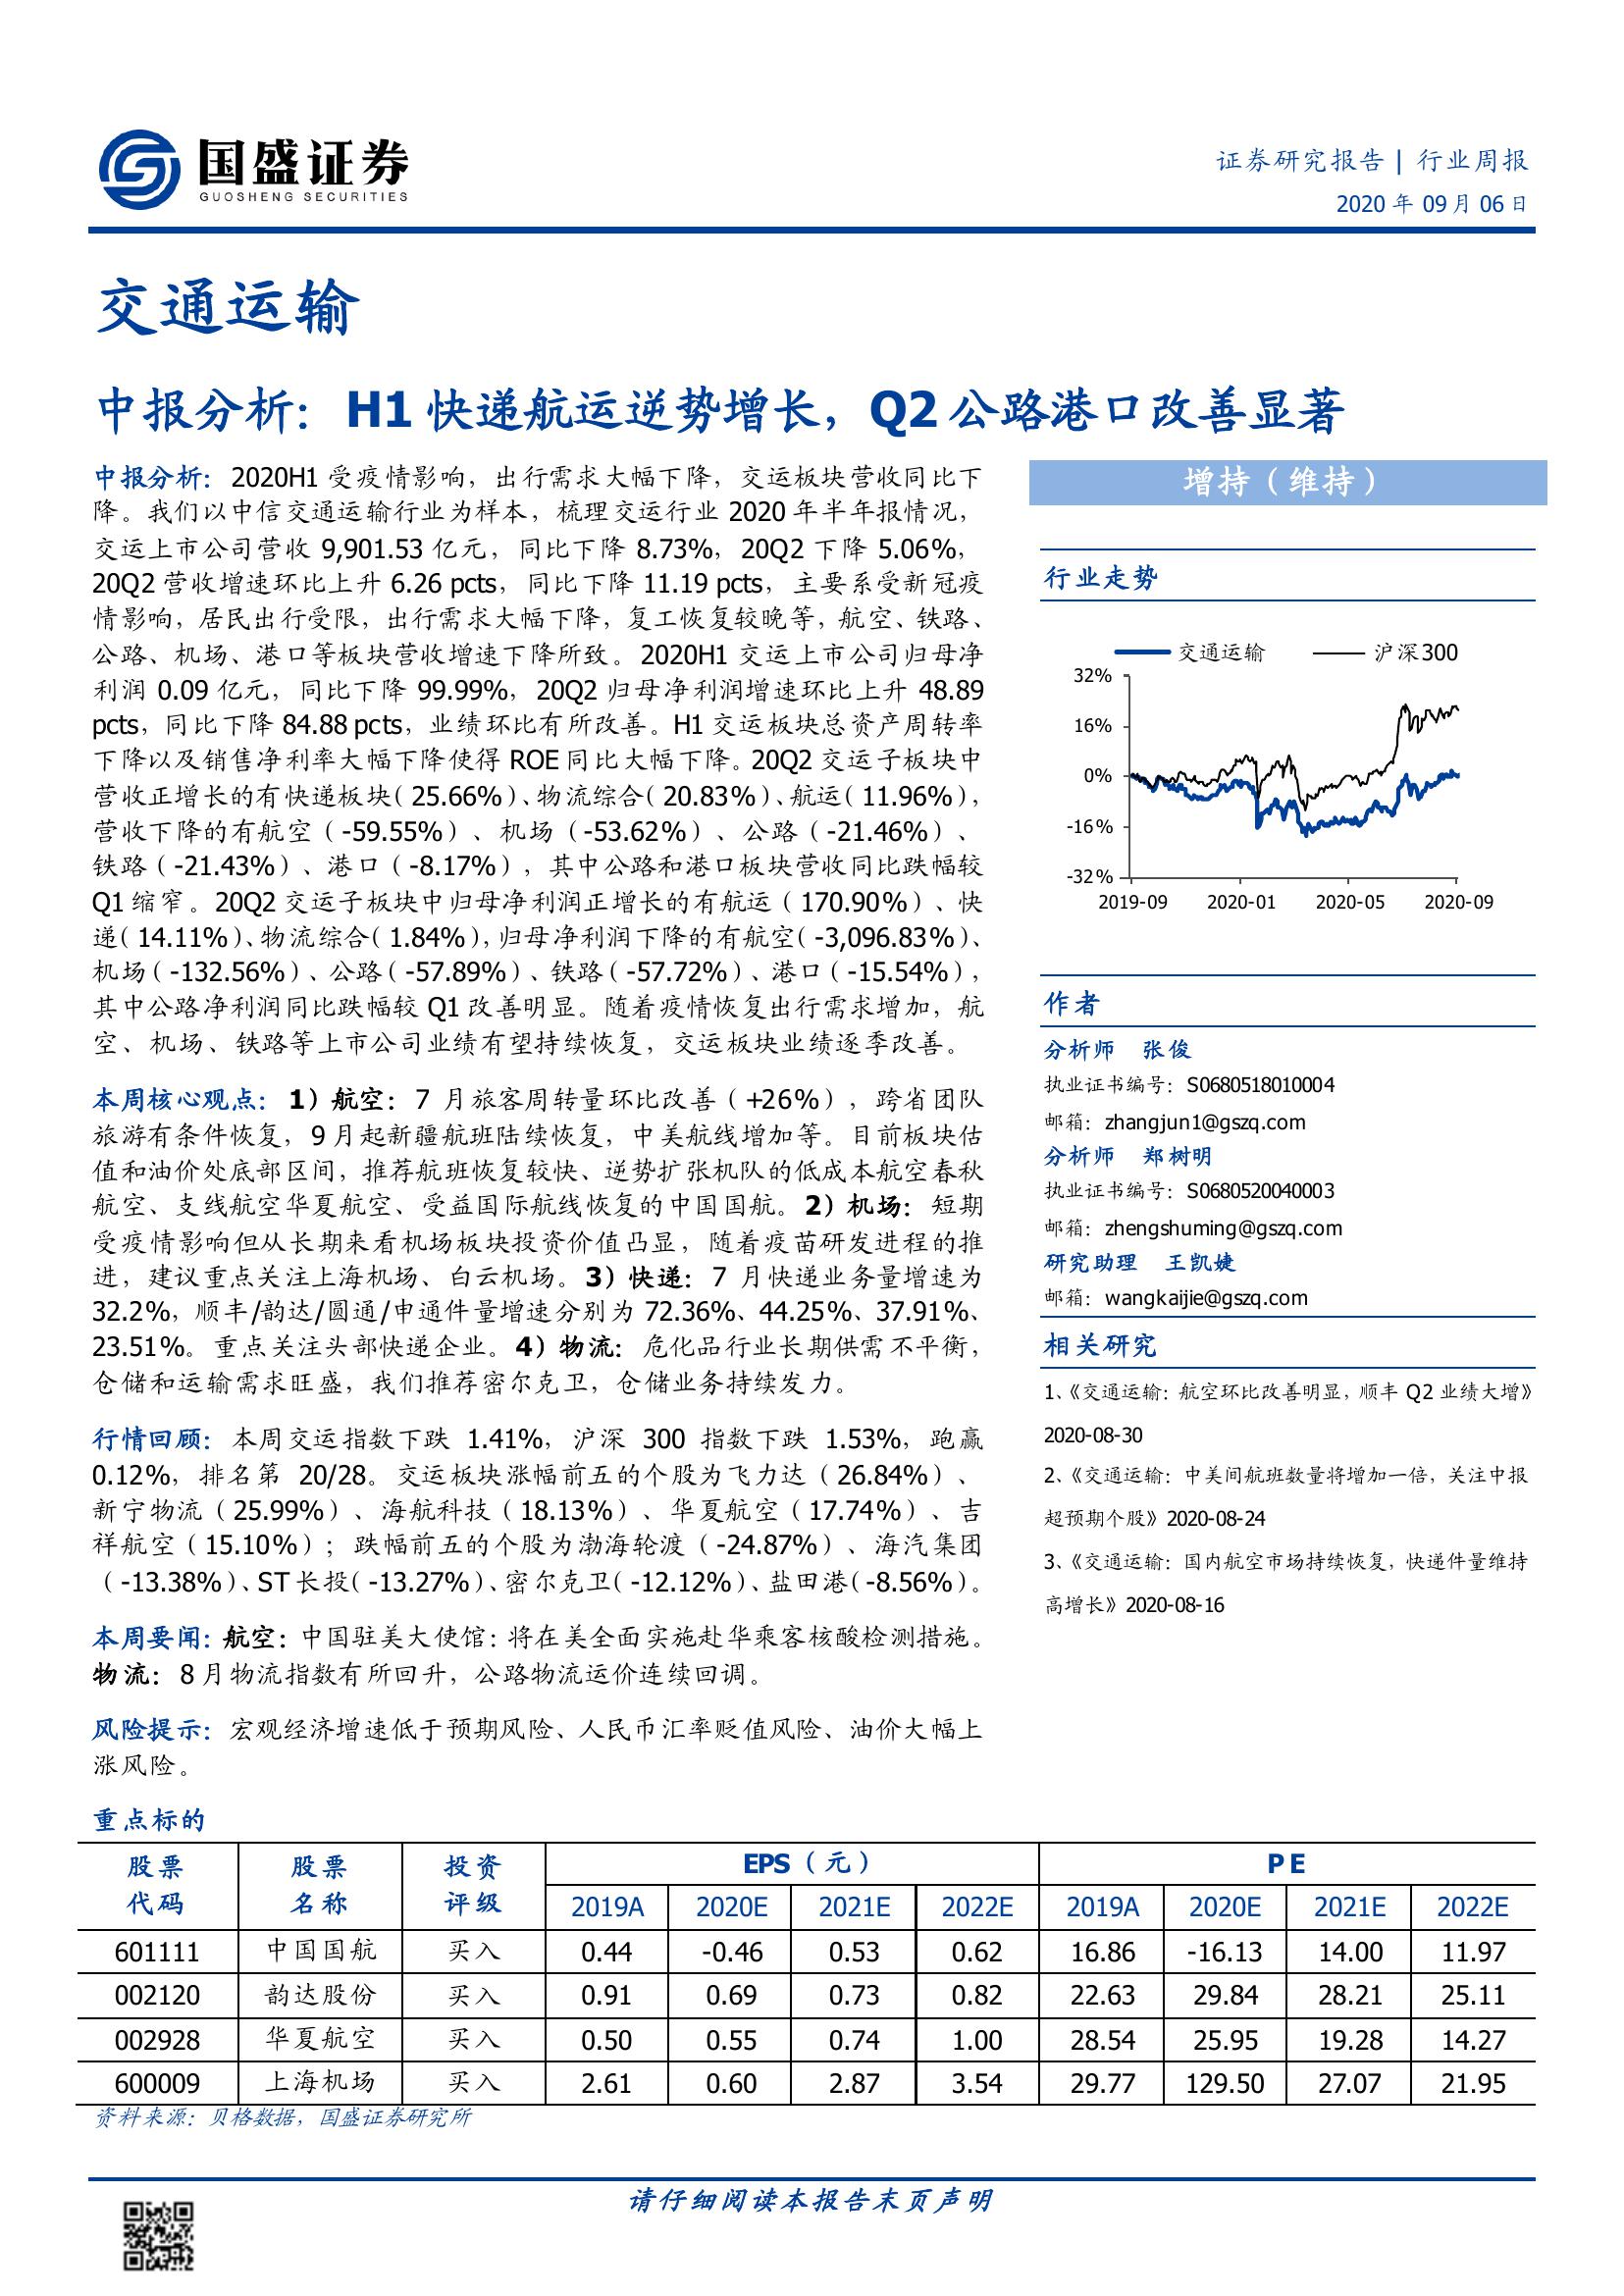 国盛证券
GUOSHENG SECURITIES
证券研究报告 | 行业周报
2020 年 09 月 06 日
交通运输
中报分析：H1 快递航运逆势增长，Q2 公路港口改善显著
中报分析：2020H1 受疫情影响，出行需求大幅下降，交运板块营收同比下
降。我们以中信交通运输行业为样本，梳理交运行业 2020 年半年报情况，
交运上市公司营收 9,901.53 亿元，同比下降 8.73%，20Q2 下降 5.06%，
20Q2 营收增速环比上升 6.26 pcts，同比下降 11.19 pcts，主要系受新冠疫
情影响，居民出行受限，出行需求大幅下降，复工恢复较晚等，航空、铁路、
公路、机场、港口等板块营收增速下降所致。2020H1 交运上市公司归母净
利润 0.09 亿元，同比下降 99.99%，20Q2 归母净利润增速环比上升 48.89
pcts，同比下降 84.88 pcts，业绩环比有所改善。H1 交运板块总资产周转率
下降以及销售净利率大幅下降使得 ROE 同比大幅下降。20Q2 交运子板块中
营收正增长的有快递板块（25.66%）、物流综合（20.83%）、航运（11.96%），
营收下降的有航空（-59.55%）、机场（-53.62%）、公路（-21.46%）、
铁路（-21.43%）、港口（-8.17%），其中公路和港口板块营收同比跌幅较
Q1 缩窄。20Q2 交运子板块中归母净利润正增长的有航运（170.90%）、快
递（14.11%）、物流综合（1.84%），归母净利润下降的有航空（-3,096.83%）、
机场（-132.56%）、公路（-57.89%）、铁路（-57.72%）、港口（-15.54%），
其中公路净利润同比跌幅较 Q1 改善明显。随着疫情恢复出行需求增加，航
空、机场、铁路等上市公司业绩有望持续恢复，交运板块业绩逐季改善。
本周核心观点：1）航空：7 月旅客周转量环比改善（+26%），跨省团队
旅游有条件恢复，9 月起新疆航班陆续恢复，中美航线增加等。目前板块估
值和油价处底部区间，推荐航班恢复较快、逆势扩张机队的低成本航空春秋
航空、支线航空华夏航空、受益国际航线恢复的中国国航。2）机场：短期
受疫情影响但从长期来看机场板块投资价值凸显，随着疫苗研发进程的推
进，建议重点关注上海机场、白云机场。3）快递：7 月快递业务量增速为
32.2%，顺丰/韵达/圆通/申通件量增速分别为 72.36%、44.25%、37.91%、
23.51%。重点关注头部快递企业。4）物流：危化品行业长期供需不平衡，
仓储和运输需求旺盛，我们推荐密尔克卫，仓储业务持续发力。
行情回顾：本周交运指数下跌 1.41%，沪深 300 指数下跌 1.53%，跑赢
0.12%，排名第 20/28。交运板块涨幅前五的个股为飞力达（26.84%）、
新宁物流（25.99%）、海航科技（18.13%）、华夏航空（17.74%）、吉
祥航空（15.10%）；跌幅前五的个股为渤海轮渡（-24.87%）、海汽集团
（-13.38%）、ST 长投（-13.27%）、密尔克卫（-12.12%）、盐田港（-8.56%）。
本周要闻：航空：中国驻美大使馆：将在美全面实施赴华乘客核酸检测措施。
物流：8 月物流指数有所回升，公路物流运价连续回调。
风险提示：宏观经济增速低于预期风险、人民币汇率贬值风险、油价大幅上
涨风险。
增持（维持）
行业走势
交通运输 沪深300
32%
16%
0%
-16%
-32%
2019-09 2020-01 2020-05 2020-09
作者
分析师 张俊
执业证书编号：S0680518010004
邮箱：zhangjun1@gszq.com
分析师 郑树明
执业证书编号：S0680520040003
邮箱：zhengshuming@gszq.com
研究助理 王凯婕
邮箱：wangkaijie@gszq.com
相关研究
1、《交通运输：航空环比改善明显，顺丰 Q2 业绩大增》
2020-08-30
2、《交通运输：中美间航班数量将增加一倍，关注中报
超预期个股》2020-08-24
3、《交通运输：国内航空市场持续恢复，快递件量维持
高增长》2020-08-16
重点标的
股票 股票 投资 EPS（元） P E
代码 名称 评级 2019A 2020E 2021E 2022E 2019A 2020E 2021E 2022E
601111 中国国航 买入 0.44 -0.46 0.53 0.62 16.86 -16.13 14.00 11.97
002120 韵达股份 买入 0.91 0.69 0.73 0.82 22.63 29.84 28.21 25.11
002928 华夏航空 买入 0.50 0.55 0.74 1.00 28.54 25.95 19.28 14.27
600009 上海机场 买入 2.61 0.60 2.87 3.54 29.77 129.50 27.07 21.95
资料来源：贝格数据，国盛证券研究所
请仔细阅读本报告末页声明